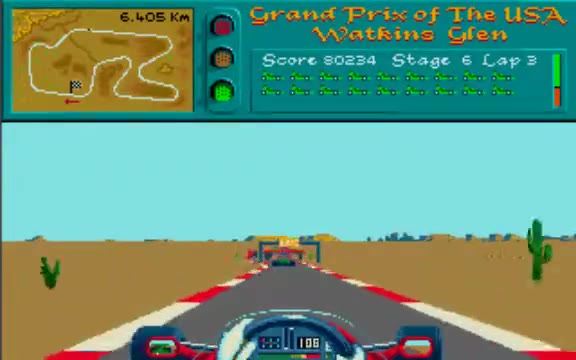 6.405 Km
Grand Prix of The USA
Watkins Glen
Score 80234 Stage 6 Lap 3
106